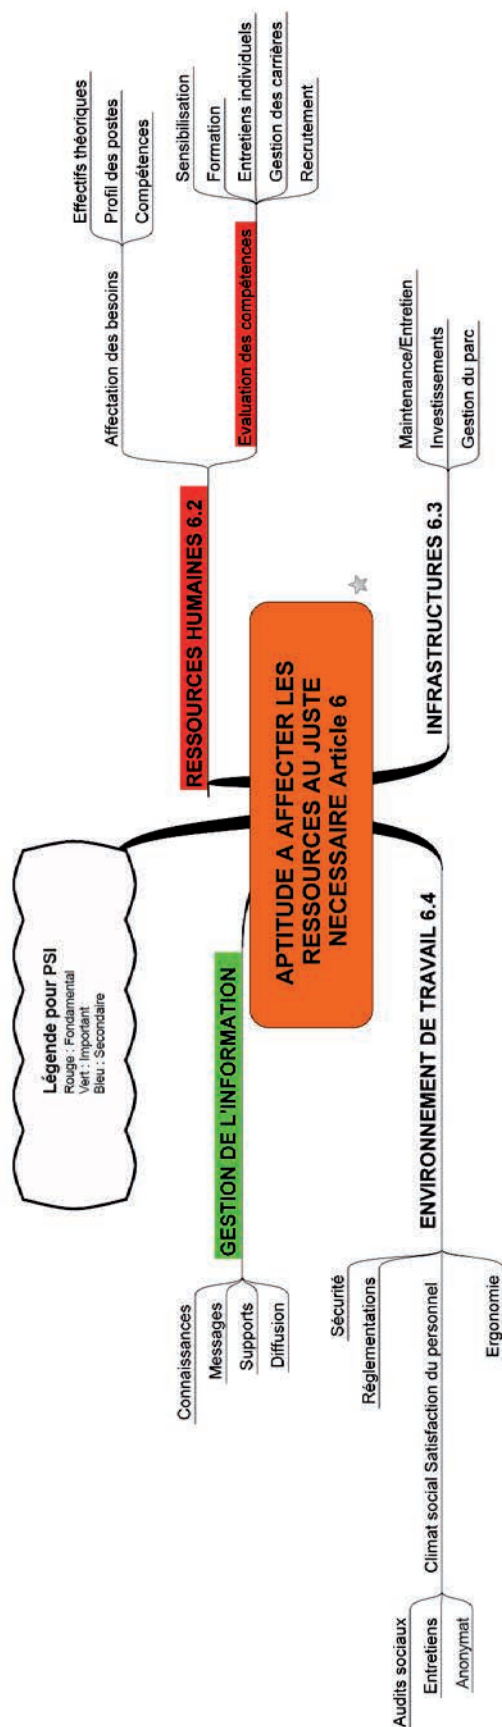 Légende pour PSI
Rouge : Fondamental
Vert : Important
Bleu : Secondaire
APTITUDE A AFFECTER LES
RESSOURCES AU JUSTE
NECESSAIRE Article 6
RESSOURCES HUMAINES 6.2
Affectation des besoins
Effectifs théoriques
Profil des postes
Compétences
Evaluation des compétences
Sensibilisation
Formation
Entretiens individuels
Gestion des carrières
Recrutement
INFRASTRUCTURES 6.3
Maintenance/Entretien
Investissements
Gestion du parc
GESTION DE L'INFORMATION
Connaissances
Messages
Supports
Diffusion
ENVIRONNEMENT DE TRAVAIL 6.4
Sécurité
Réglementations
Climat social Satisfaction du personnel
Audits sociaux
Entretiens
Anonymat
Ergonomie